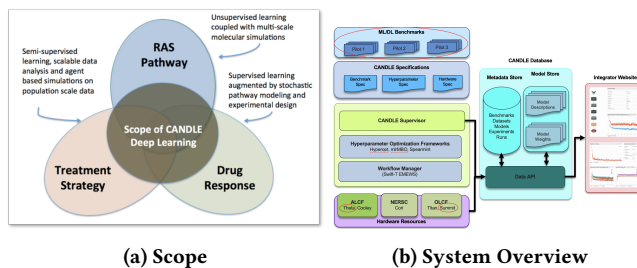 Unsupervised learning
coupled with multi-scale
molecular simulations
Semi-supervised
learning, scalable data
analysis and agent
based simulations on
population scale data
RAS
Pathway
Supervised learning
augmented by stochastic
pathway modeling and
experimental design
Scope of CANDLE
Deep Learning
Treatment
Strategy
Drug
Response
(a) Scope
ML/DL Benchmarks
Pilot 1
Pilot 2
Pilot 3
CANDLE Specifications
Benchmark
Spec
Hyperparameter
Spec
Hardware
Spec
CANDLE Supervisor
Hyperparameter Optimization Frameworks
Hyperopt, mlrMBO, Spearmint
Workflow Manager
(Swift-T EMEWS)
ALCF
Theta, Cooley
NERSC
Cori
OLCF
Titan, Summit
Hardware Resources
CANDLE Database
Metadata Store
Model Store
Benchmarks
Datasets
Models
Experiments
Runs
Model
Descriptions
Model
Weights
Data API
Integrator Website
(b) System Overview